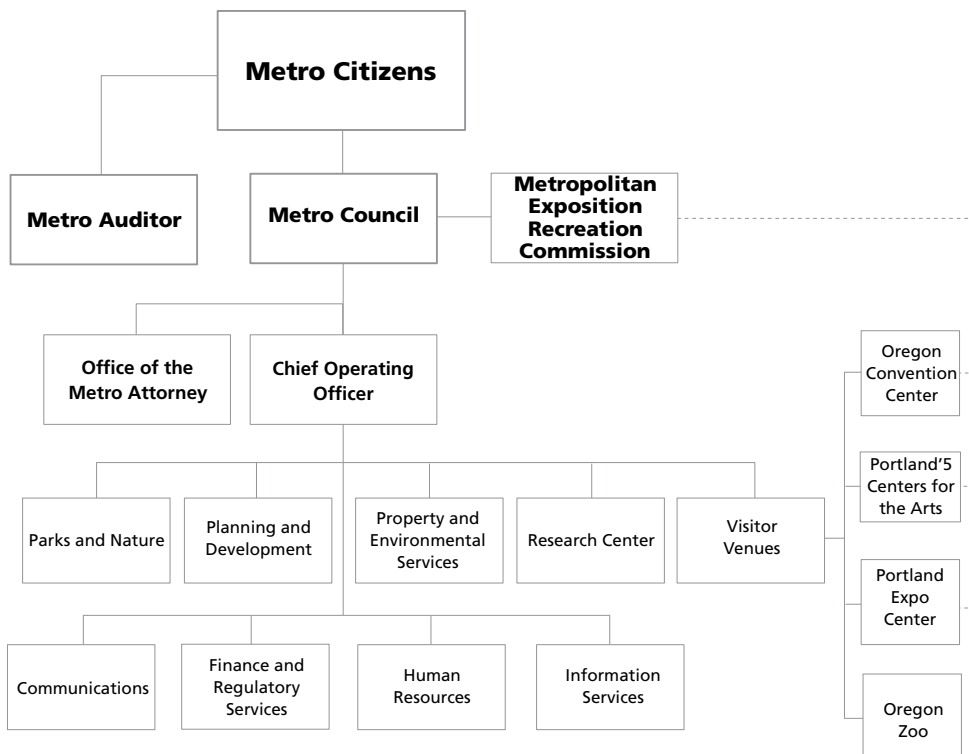 Metro Citizens
Metro Auditor
Metro Council
Metropolitan
Exposition
Recreation
Commission
Office of the
Metro Attorney
Chief Operating
Officer
Parks and Nature
Planning and
Development
Property and
Environmental
Services
Research Center
Visitor
Venues
Oregon
Convention
Center
Portland'5
Centers for
the Arts
Portland
Expo
Center
Oregon
Zoo
Communications
Finance and
Regulatory
Services
Human
Resources
Information
Services